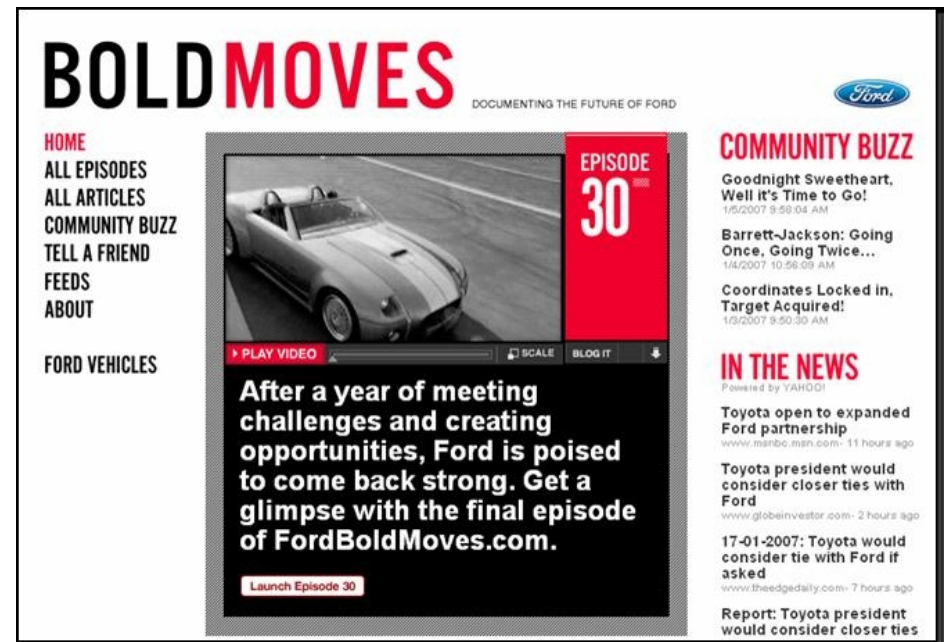 BOLDMOVES
DOCUMENTING THE FUTURE OF FORD
Ford
HOME
ALL EPISODES
ALL ARTICLES
COMMUNITY BUZZ
TELL A FRIEND
FEEDS
ABOUT
FORD VEHICLES
EPISODE
30
PLAY VIDEO
SCALE
BLOG IT
After a year of meeting
challenges and creating
opportunities, Ford is poised
to come back strong. Get a
glimpse with the final episode
of FordBoldMoves.com.
Launch Episode 30
COMMUNITY BUZZ
Goodnight Sweetheart,
Well it's Time to Go!
1/5/2007 9:58:04 AM
Barrett-Jackson: Going
Once, Going Twice...
1/4/2007 10:56:09 AM
Coordinates Locked in,
Target Acquired!
1/3/2007 9:50:30 AM
IN THE NEWS
Powered by YAHOO!
Toyota open to expanded
Ford partnership
www.msnbc.msn.com- 11 hours ago
Toyota president would
consider closer ties with
Ford
www.globeinvestor.com- 2 hours ago
17-01-2007: Toyota would
consider tie with Ford if
asked
www.theedgedaily.com- 7 hours ago
Report: Toyota president
would consider closer ties